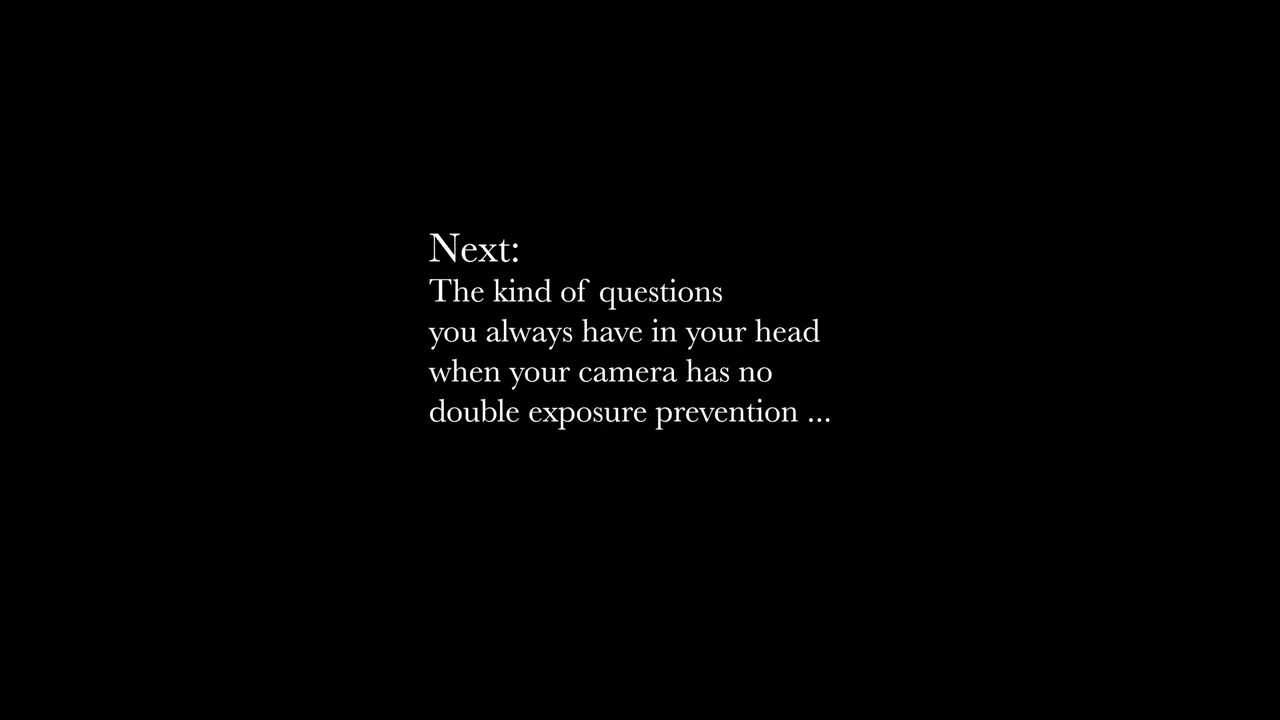 Next:
The kind of questions
you always have in your head
when your camera has no
double exposure prevention ...